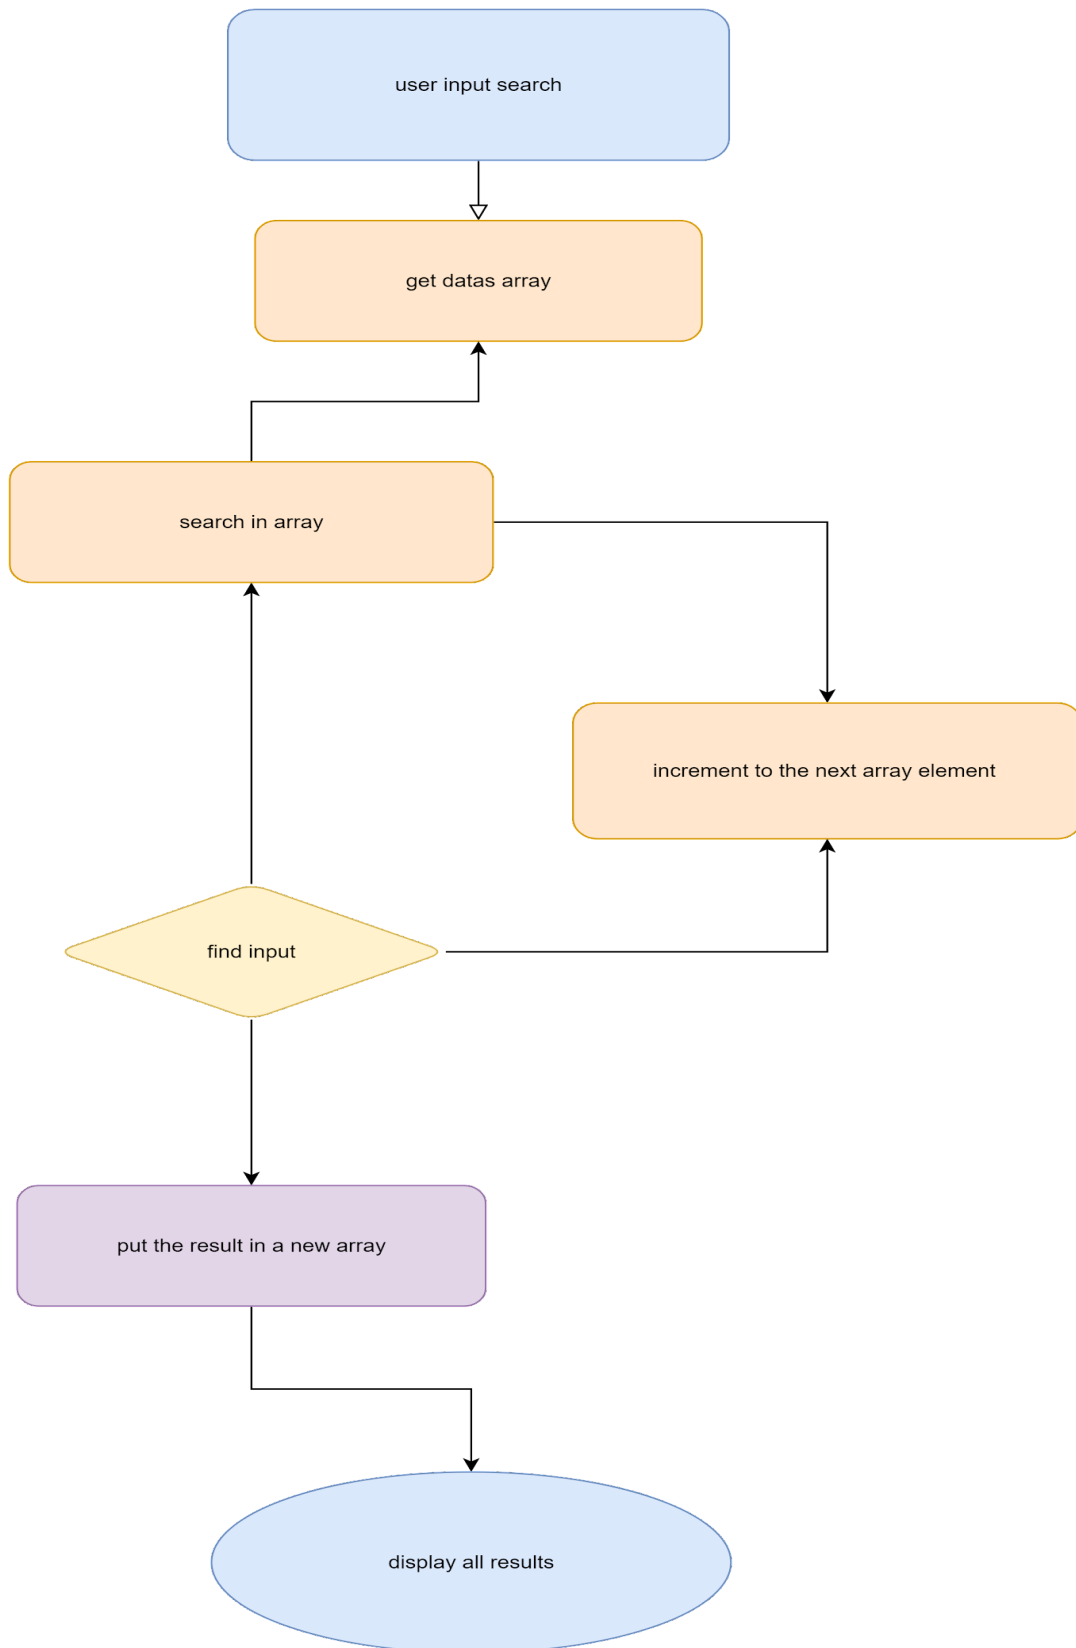 user input search
get datas array
search in array
increment to the next array element
find input
put the result in a new array
display all results